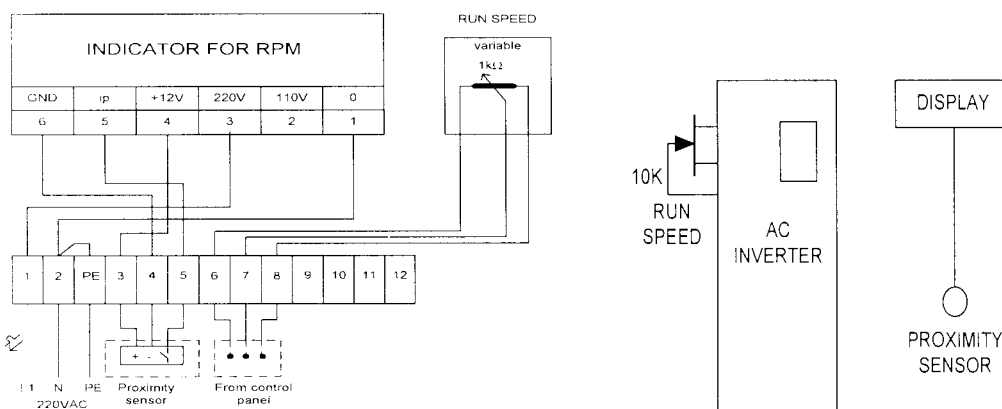 RUN SPEED
INDICATOR FOR RPM
variable
1kΩ
GND ip +12V 220V 110V 0
6 5 4 3 2 1
1 2 PE 3 4 5 6 7 8 9 10 11 12
+ -
L1 N PE Proximity From control
220VAC sensor panel
10K
RUN
SPEED
AC
INVERTER
DISPLAY
PROXIMITY
SENSOR